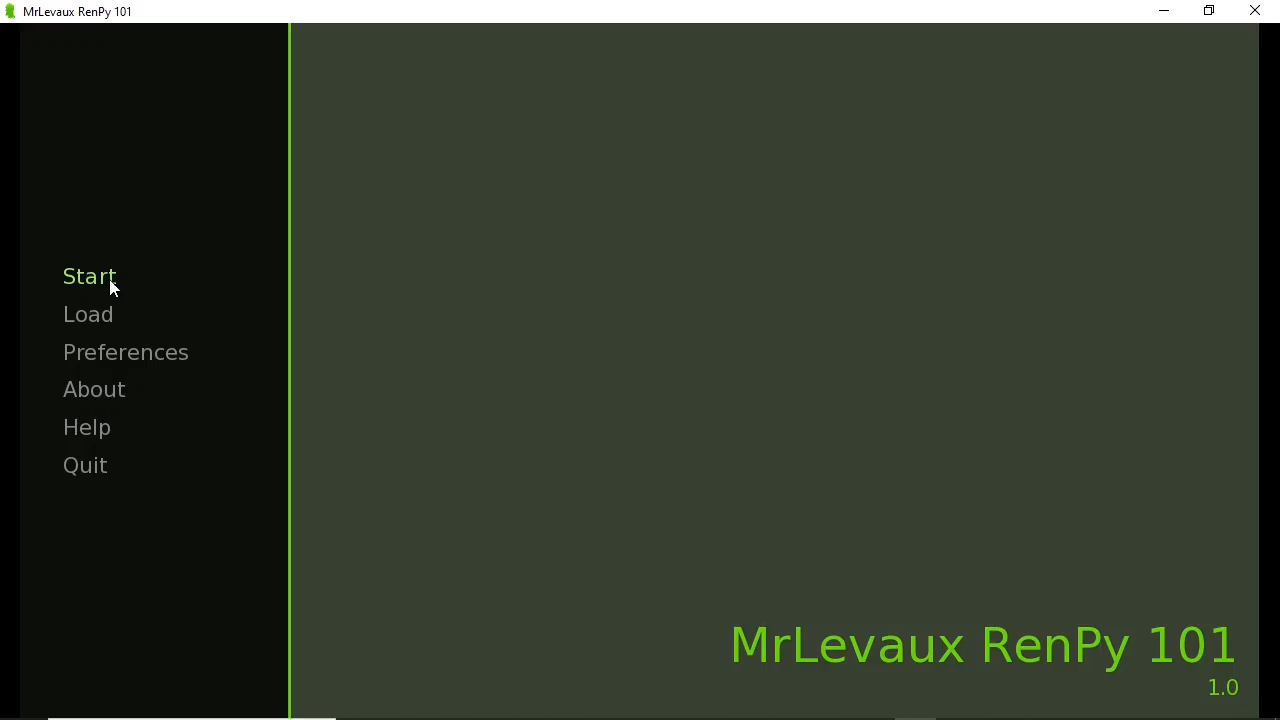 MrLevaux RenPy 101
Start
Load
Preferences
About
Help
Quit
MrLevaux RenPy 101
1.0